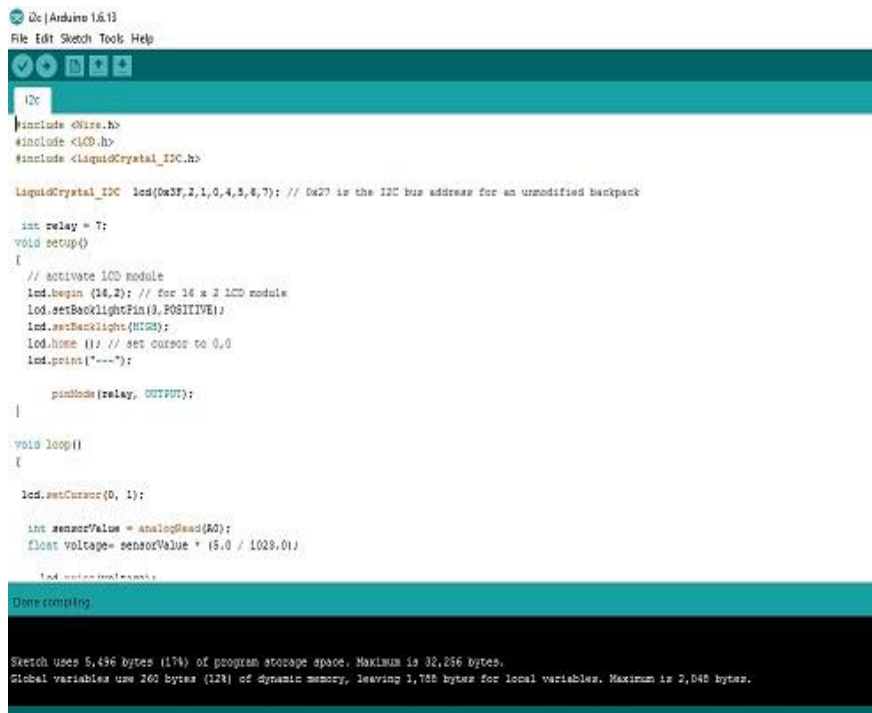 i2c | Arduino 1.6.13
File Edit Sketch Tools Help
i2c
#include <Wire.h>
#include <LCD.h>
#include <LiquidCrystal_I2C.h>
LiquidCrystal_I2C lcd(0x3F,2,1,0,4,5,6,7); // 0x27 is the I2C bus address for an unmodified backpack
int relay = 7;
void setup()
{
// activate LCD module
lcd.begin (16,2); // for 16 x 2 LCD module
lcd.setBacklightPin(3,POSITIVE);
lcd.setBacklight(HIGH);
lcd.home (); // set cursor to 0,0
lcd.print("---");
pinMode(relay, OUTPUT);
}
void loop()
{
lcd.setCursor(0, 1);
int sensorValue = analogRead(A0);
float voltage= sensorValue * (5.0 / 1023.0);
Done compiling.
Sketch uses 5,496 bytes (17%) of program storage space. Maximum is 32,256 bytes.
Global variables use 260 bytes (12%) of dynamic memory, leaving 1,788 bytes for local variables. Maximum is 2,048 bytes.